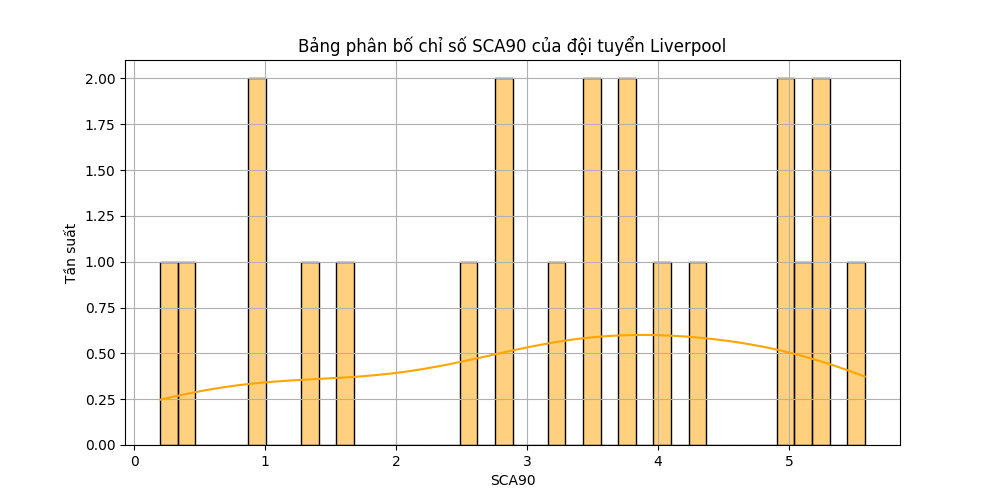 Bảng phân bố chỉ số SCA90 của đội tuyển Liverpool
2.00
1.75
1.50
1.25
1.00
0.75
0.50
0.25
0.00
Tần suất
0 1 2 3 4 5
SCA90